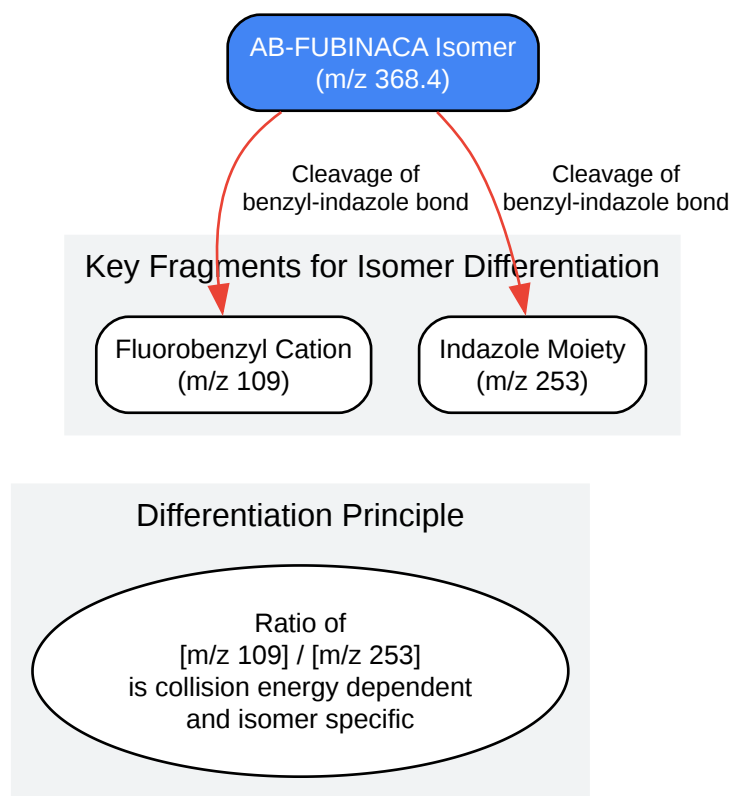 AB-FUBINACA Isomer
(m/z 368.4)
Cleavage of
benzyl-indazole bond
Cleavage of
benzyl-indazole bond
Key Fragments for Isomer Differentiation
Fluorobenzyl Cation
(m/z 109)
Indazole Moiety
(m/z 253)
Differentiation Principle
Ratio of
[m/z 109] / [m/z 253]
is collision energy dependent
and isomer specific